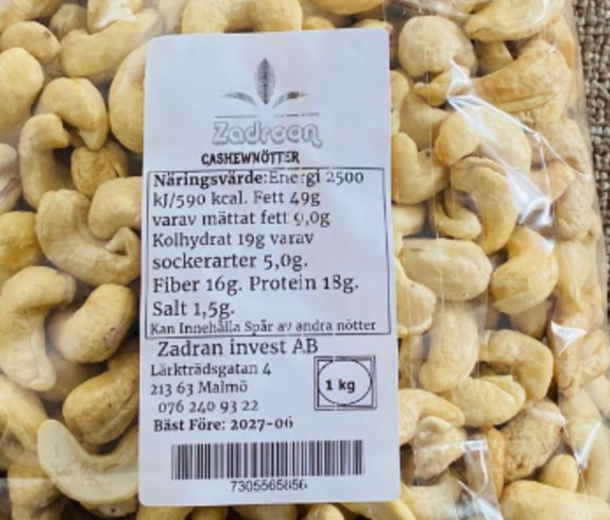 Zadroon
CASHEWNÖTTER
Näringsvärde:Energi 2500
kJ/590 kcal. Fett 49g
varav mättat fett 9,0g
Kolhydrat 19g varav
sockerarter 5,0g.
Fiber 16g. Protein 18g.
Salt 1,5g.
Kan Innehålla Spår av andra nötter
Zadran invest AB
Lärkträdsgatan 4
213 63 Malmö
1 kg
076 240 93 22
Bäst Före: 2027-06
7305565856